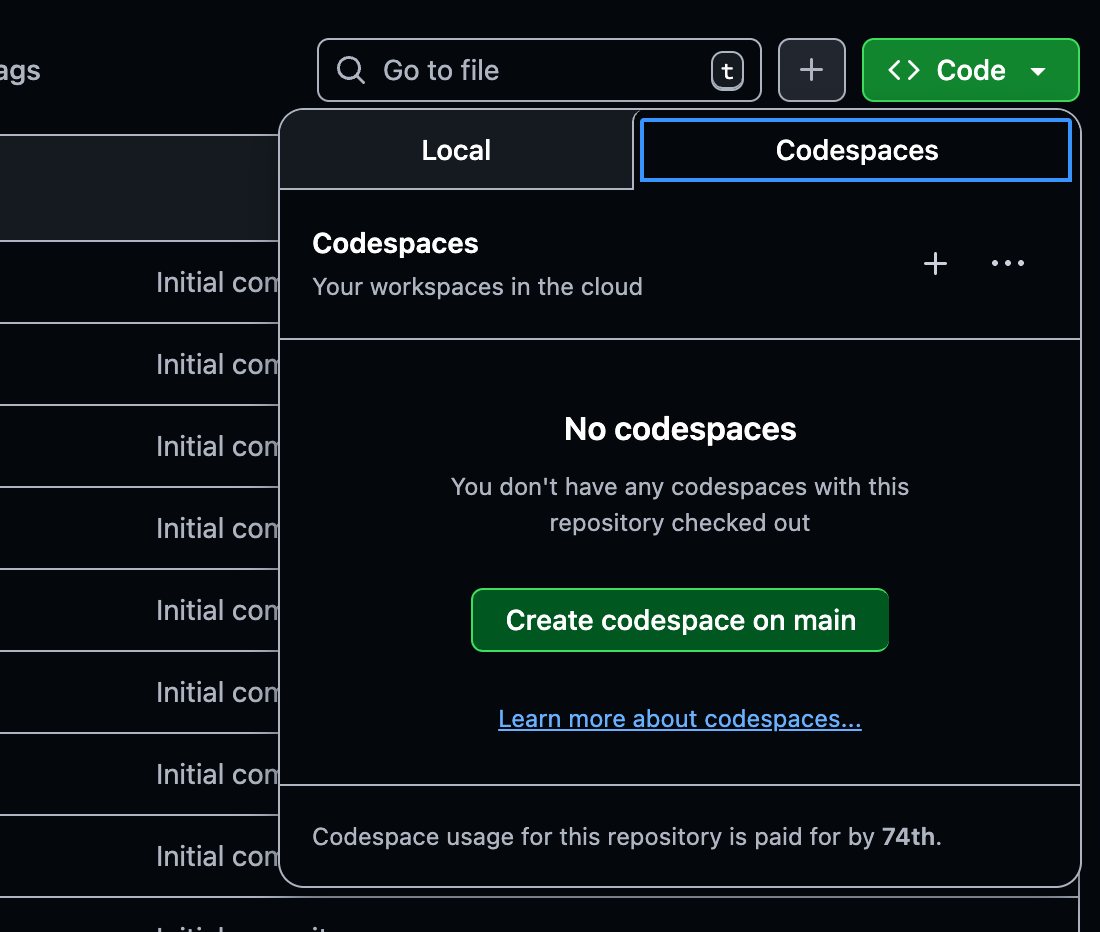 ags
Go to file
t
Code
Local
Codespaces
Codespaces
Your workspaces in the cloud
No codespaces
You don't have any codespaces with this
repository checked out
Create codespace on main
Learn more about codespaces...
Codespace usage for this repository is paid for by 74th.
Initial com
Initial com
Initial com
Initial com
Initial com
Initial com
Initial com
Initial com